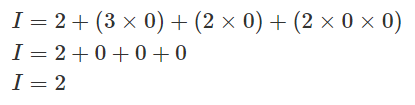 I = 2 + (3 × 0) + (2 × 0) + (2 × 0 × 0)
I = 2 + 0 + 0 + 0
I = 2